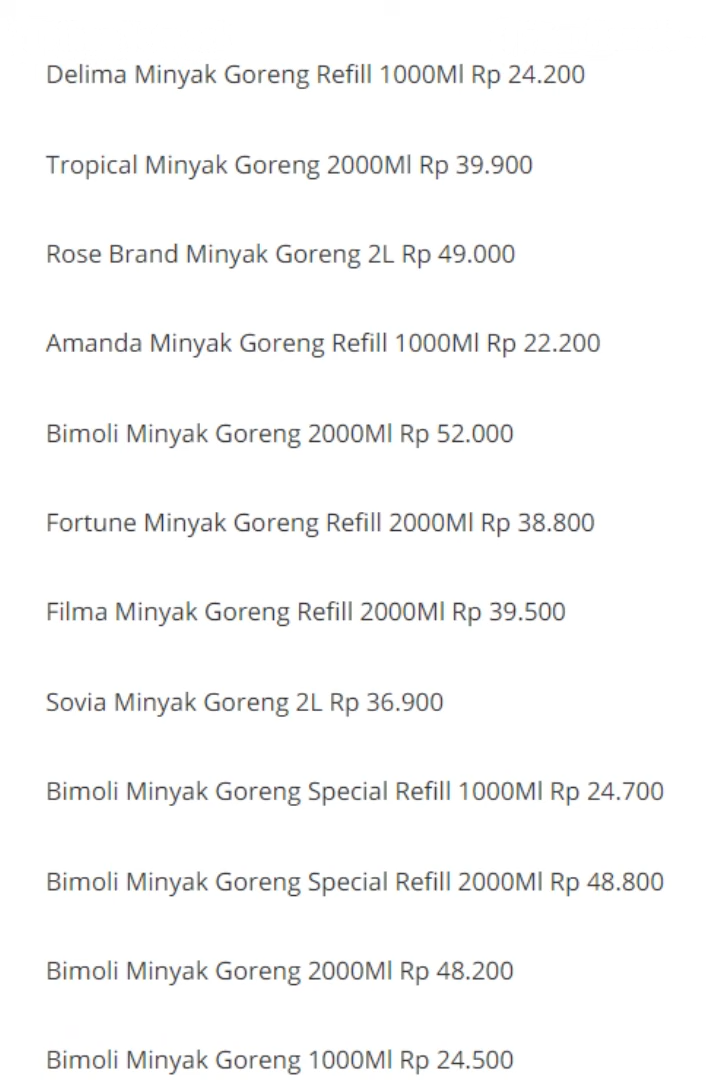 Delima Minyak Goreng Refill 1000Ml Rp 24.200
Tropical Minyak Goreng 2000Ml Rp 39.900
Rose Brand Minyak Goreng 2L Rp 49.000
Amanda Minyak Goreng Refill 1000Ml Rp 22.200
Bimoli Minyak Goreng 2000Ml Rp 52.000
Fortune Minyak Goreng Refill 2000Ml Rp 38.800
Filma Minyak Goreng Refill 2000Ml Rp 39.500
Sovia Minyak Goreng 2L Rp 36.900
Bimoli Minyak Goreng Special Refill 1000Ml Rp 24.700
Bimoli Minyak Goreng Special Refill 2000Ml Rp 48.800
Bimoli Minyak Goreng 2000Ml Rp 48.200
Bimoli Minyak Goreng 1000Ml Rp 24.500